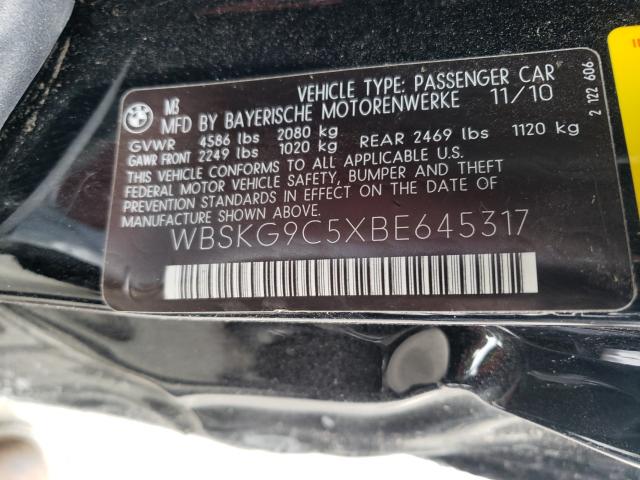 BMW
M3
VEHICLE TYPE: PASSENGER CAR
MFD BY BAYERISCHE MOTORENWERKE 11/10
GVWR 4586 lbs 2080 kg
GAWR FRONT 2249 lbs 1020 kg REAR 2469 lbs 1120 kg
THIS VEHICLE CONFORMS TO ALL APPLICABLE U.S.
FEDERAL MOTOR VEHICLE SAFETY, BUMPER AND THEFT
PREVENTION STANDARDS IN EFFECT ON THE DATE OF
MANUFACTURE SHOWN ABOVE.
WBSKG9C5XBE645317
2 122 606